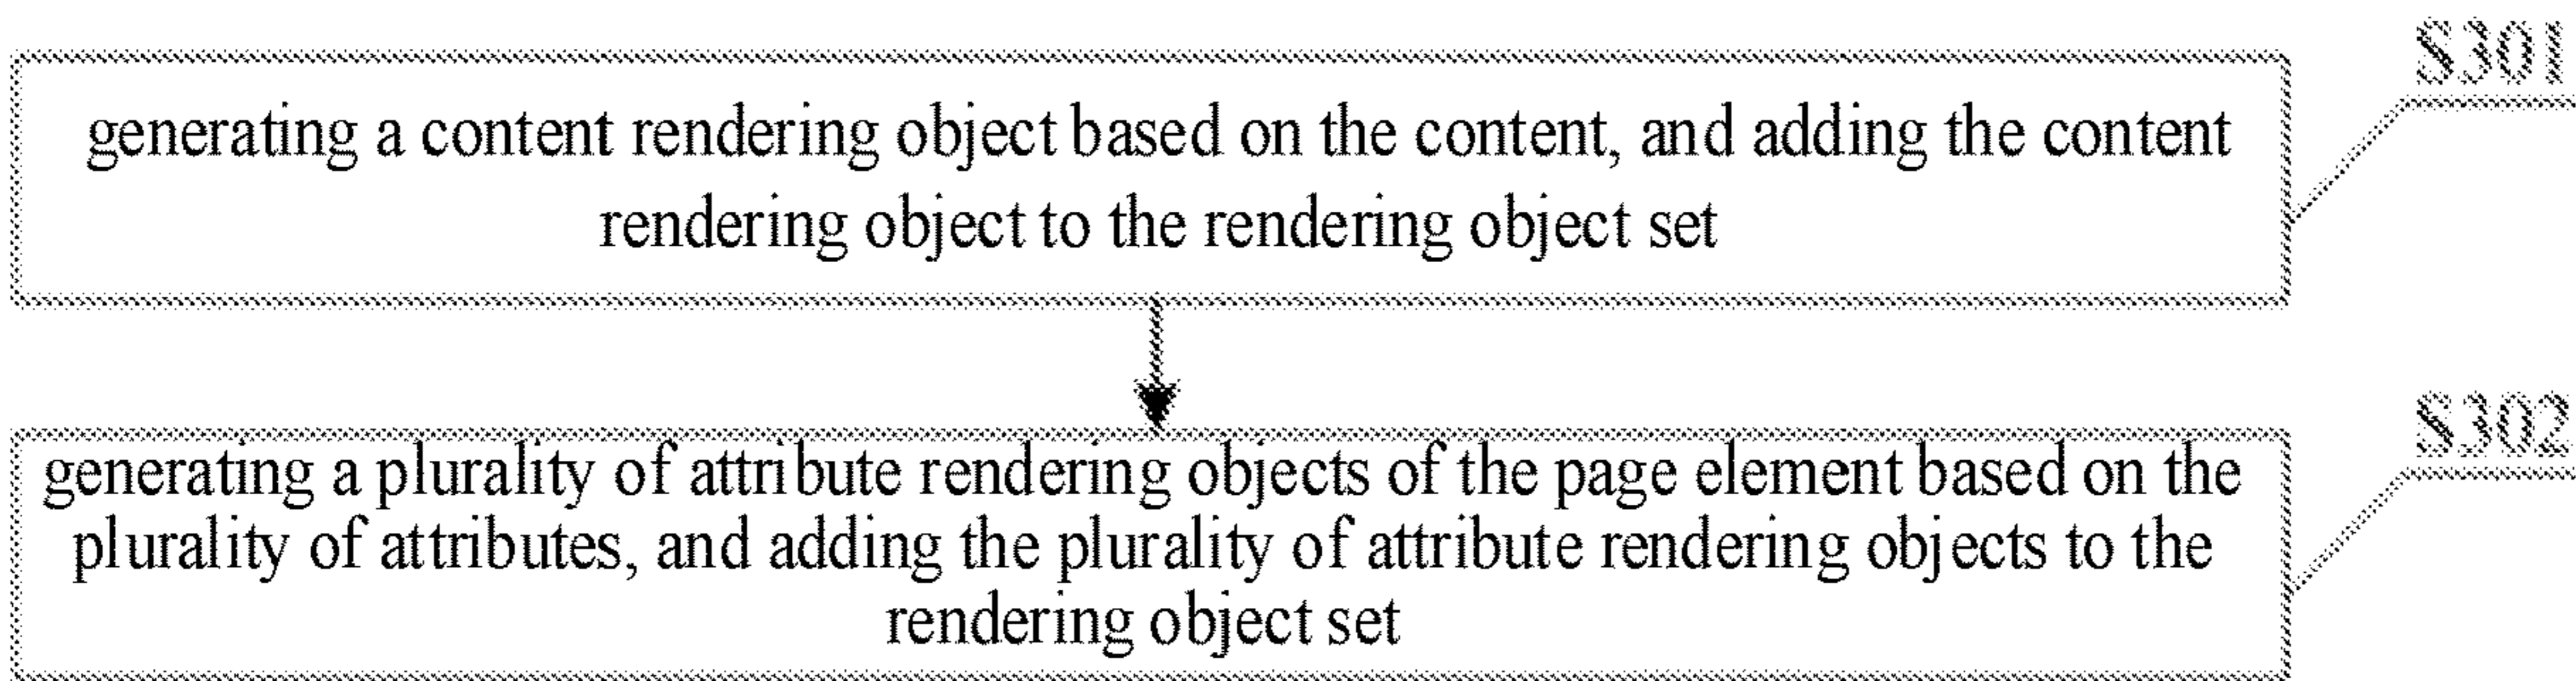 S301
generating a content rendering object based on the content, and adding the content
rendering object to the rendering object set
S302
generating a plurality of attribute rendering objects of the page element based on the
plurality of attributes, and adding the plurality of attribute rendering objects to the
rendering object set